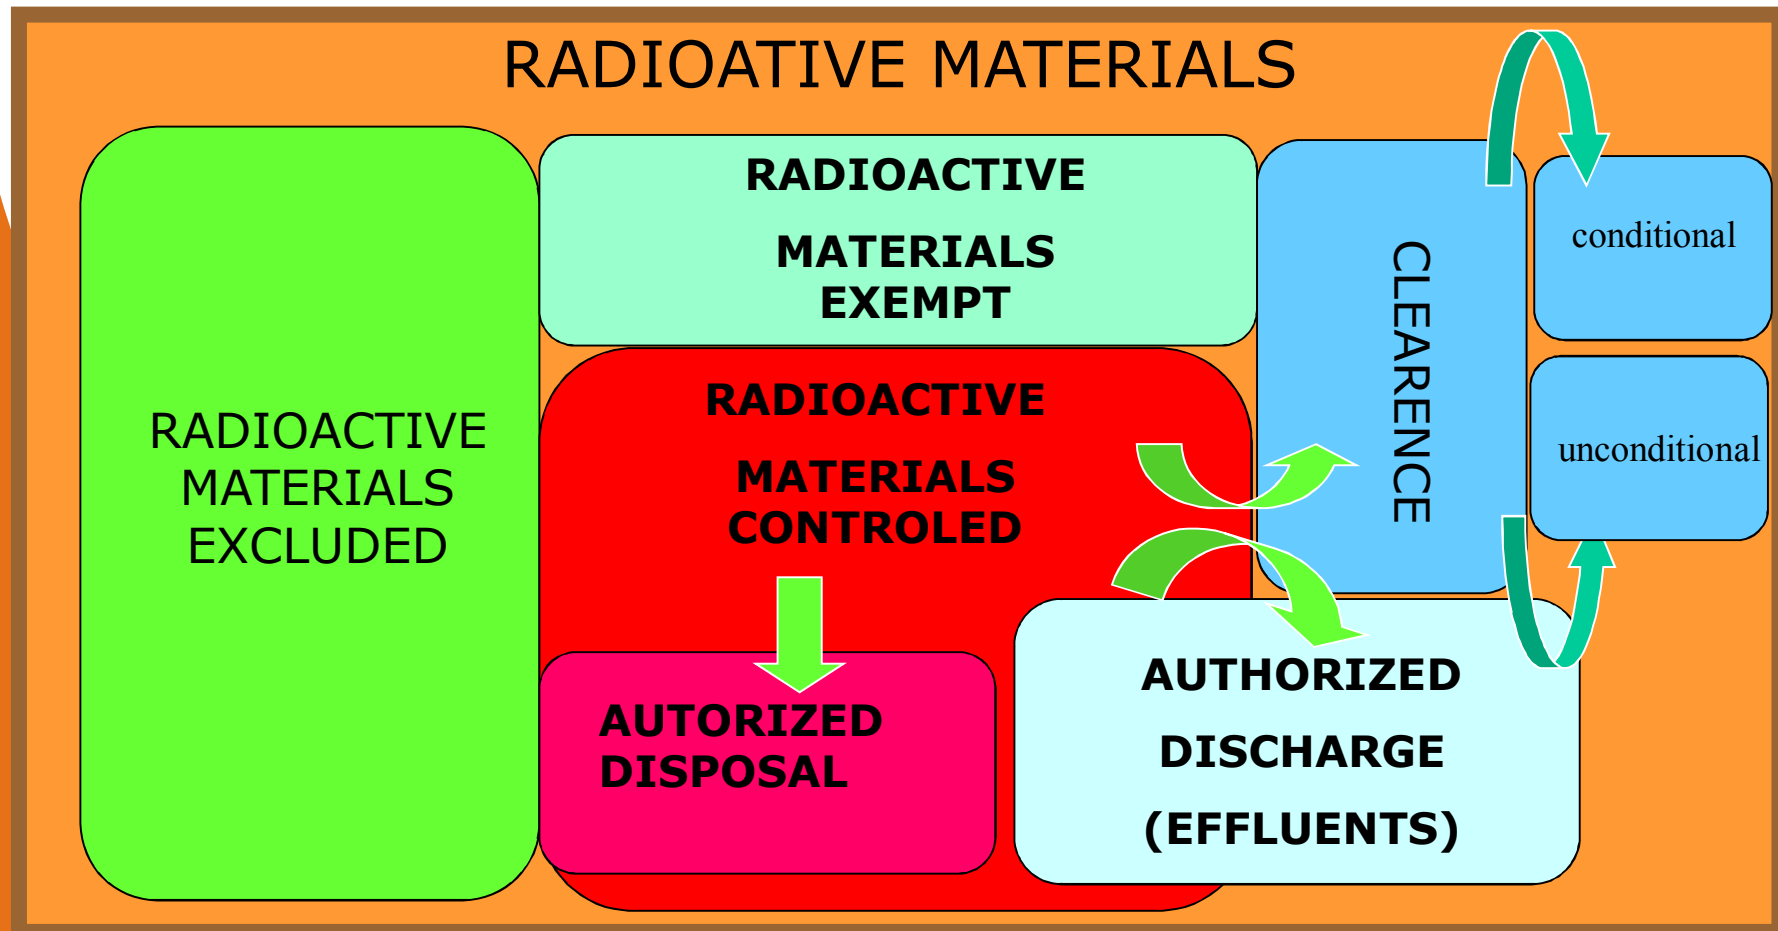 RADIOATIVE MATERIALS
RADIOACTIVE
MATERIALS
EXCLUDED
RADIOACTIVE
MATERIALS
EXEMPT
RADIOACTIVE
MATERIALS
CONTROLED
AUTORIZED
DISPOSAL
AUTHORIZED
DISCHARGE
(EFFLUENTS)
CLEARENCE
conditional
unconditional